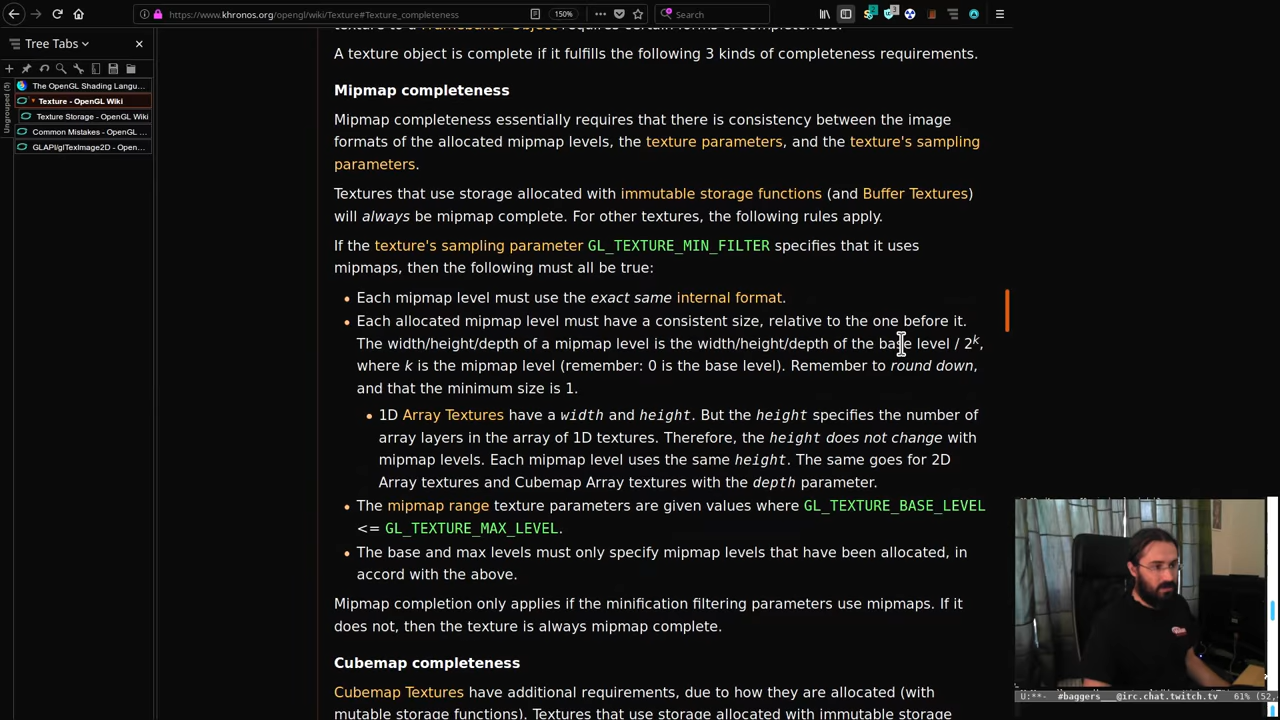 https://www.khronos.org/opengl/wiki/Texture#Texture_completeness
150%
Search
Tree Tabs
Ungrouped (5)
The OpenGL Shading Langu...
Texture - OpenGL Wiki
Texture Storage - OpenGL Wiki
Common Mistakes - OpenGL ...
GLAPI/glTexImage2D - Open...
A texture object is complete if it fulfills the following 3 kinds of completeness requirements.
Mipmap completeness
Mipmap completeness essentially requires that there is consistency between the image
formats of the allocated mipmap levels, the texture parameters, and the texture's sampling
parameters.
Textures that use storage allocated with immutable storage functions (and Buffer Textures)
will always be mipmap complete. For other textures, the following rules apply.
If the texture's sampling parameter GL_TEXTURE_MIN_FILTER specifies that it uses
mipmaps, then the following must all be true:
• Each mipmap level must use the exact same internal format.
• Each allocated mipmap level must have a consistent size, relative to the one before it.
The width/height/depth of a mipmap level is the width/height/depth of the base level / 2k,
where k is the mipmap level (remember: 0 is the base level). Remember to round down,
and that the minimum size is 1.
• 1D Array Textures have a width and height. But the height specifies the number of
array layers in the array of 1D textures. Therefore, the height does not change with
mipmap levels. Each mipmap level uses the same height. The same goes for 2D
Array textures and Cubemap Array textures with the depth parameter.
• The mipmap range texture parameters are given values where GL_TEXTURE_BASE_LEVEL
<= GL_TEXTURE_MAX_LEVEL.
• The base and max levels must only specify mipmap levels that have been allocated, in
accord with the above.
Mipmap completion only applies if the minification filtering parameters use mipmaps. If it
does not, then the texture is always mipmap complete.
Cubemap completeness
Cubemap Textures have additional requirements, due to how they are allocated (with
mutable storage functions). Textures that use storage allocated with immutable storage
U:**- #baggers___@irc.chat.twitch.tv 61% (52,